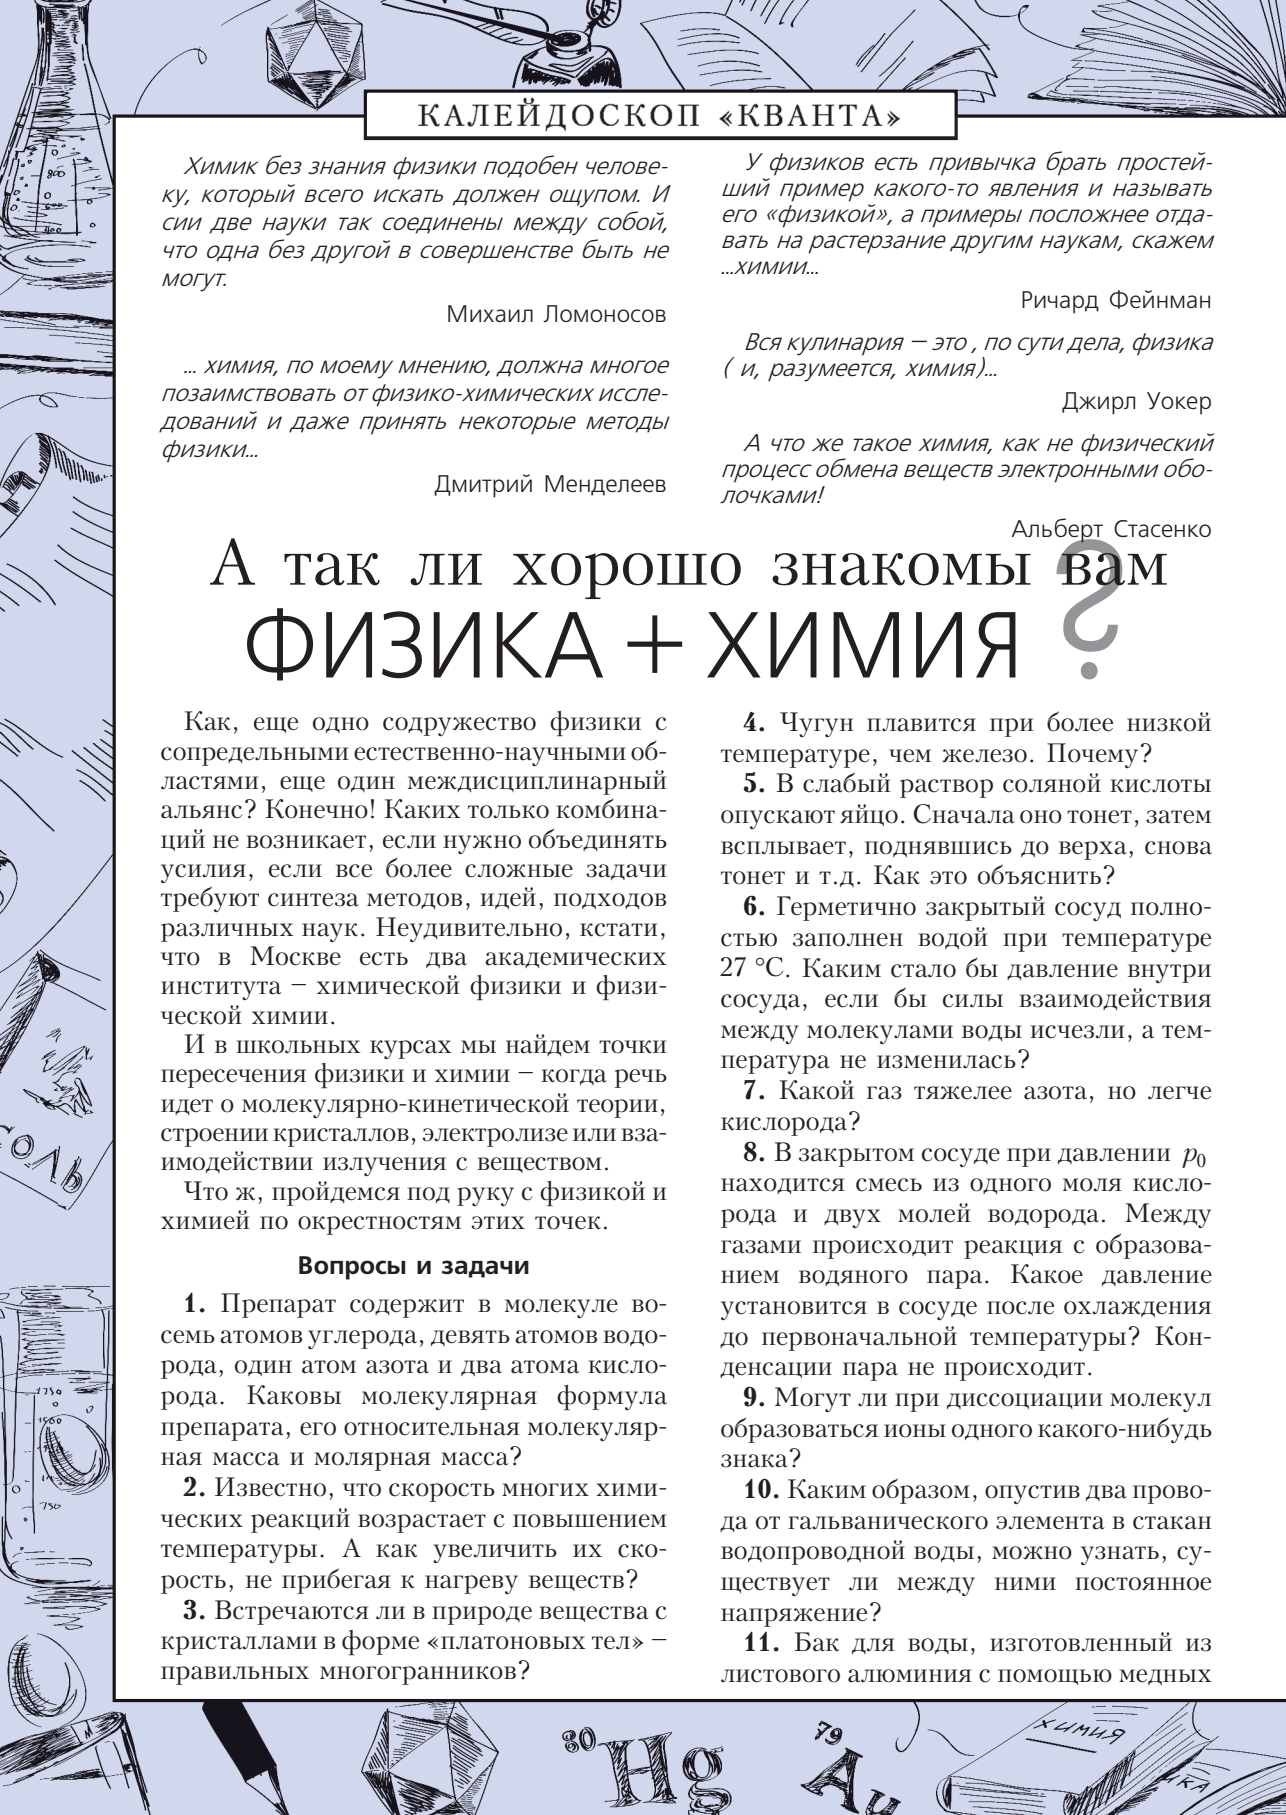 КАЛЕЙДОСКОП «КВАНТА»
Химик без знания физики подобен челове-
ку, который всего искать должен ощупом. И
сии две науки так соединены между собой,
что одна без другой в совершенстве быть не
могут.
Михаил Ломоносов
... химия, по моему мнению, должна многое
позаимствовать от физико-химических иссле-
дований и даже принять некоторые методы
физики...
Дмитрий Менделеев
У физиков есть привычка брать простей-
ший пример какого-то явления и называть
его «физикой», а примеры посложнее отда-
вать на растерзание другим наукам, скажем
...химии...
Ричард Фейнман
Вся кулинария – это , по сути дела, физика
( и, разумеется, химия)...
Джирл Уокер
А что же такое химия, как не физический
процесс обмена веществ электронными обо-
лочками!
Альберт Стасенко
А так ли хорошо знакомы вам
ФИЗИКА + ХИМИЯ ?
Как, еще одно содружество физики с
сопредельными естественно-научными об-
ластями, еще один междисциплинарный
альянс? Конечно! Каких только комбина-
ций не возникает, если нужно объединять
усилия, если все более сложные задачи
требуют синтеза методов, идей, подходов
различных наук. Неудивительно, кстати,
что в Москве есть два академических
института – химической физики и физи-
ческой химии.
И в школьных курсах мы найдем точки
пересечения физики и химии – когда речь
идет о молекулярно-кинетической теории,
строении кристаллов, электролизе или вза-
имодействии излучения с веществом.
Что ж, пройдемся под руку с физикой и
химией по окрестностям этих точек.
Вопросы и задачи
1. Препарат содержит в молекуле во-
семь атомов углерода, девять атомов водо-
рода, один атом азота и два атома кисло-
рода. Каковы молекулярная формула
препарата, его относительная молекуляр-
ная масса и молярная масса?
2. Известно, что скорость многих хими-
ческих реакций возрастает с повышением
температуры. А как увеличить их ско-
рость, не прибегая к нагреву веществ?
3. Встречаются ли в природе вещества с
кристаллами в форме «платоновых тел» –
правильных многогранников?
4. Чугун плавится при более низкой
температуре, чем железо. Почему?
5. В слабый раствор соляной кислоты
опускают яйцо. Сначала оно тонет, затем
всплывает, поднявшись до верха, снова
тонет и т.д. Как это объяснить?
6. Герметично закрытый сосуд полно-
стью заполнен водой при температуре
27 °C. Каким стало бы давление внутри
сосуда, если бы силы взаимодействия
между молекулами воды исчезли, а тем-
пература не изменилась?
7. Какой газ тяжелее азота, но легче
кислорода?
8. В закрытом сосуде при давлении p₀
находится смесь из одного моля кисло-
рода и двух молей водорода. Между
газами происходит реакция с образова-
нием водяного пара. Какое давление
установится в сосуде после охлаждения
до первоначальной температуры? Кон-
денсации пара не происходит.
9. Могут ли при диссоциации молекул
образоваться ионы одного какого-нибудь
знака?
10. Каким образом, опустив два прово-
да от гальванического элемента в стакан
водопроводной воды, можно узнать, су-
ществует ли между ними постоянное
напряжение?
11. Бак для воды, изготовленный из
листового алюминия с помощью медных
800
400
СОЛЬ
1750
750
80 Hg
79 Au
ХИМИЯ